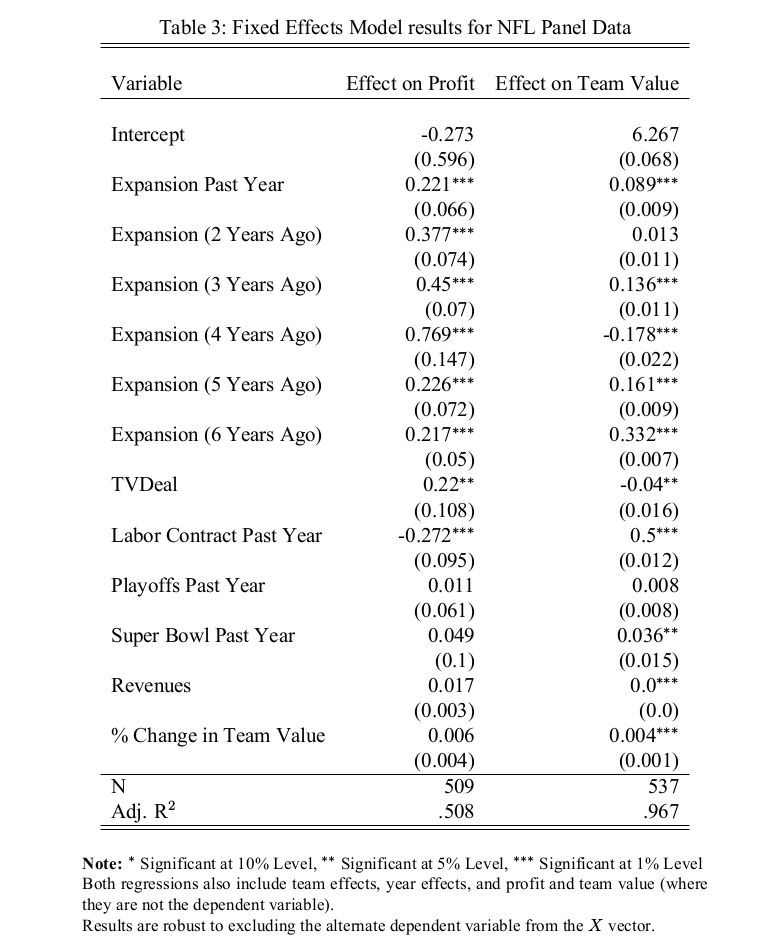 Table 3: Fixed Effects Model results for NFL Panel Data
Variable Effect on Profit Effect on Team Value
Intercept -0.273 6.267
(0.596) (0.068)
Expansion Past Year 0.221*** 0.089***
(0.066) (0.009)
Expansion (2 Years Ago) 0.377*** 0.013
(0.074) (0.011)
Expansion (3 Years Ago) 0.45*** 0.136***
(0.07) (0.011)
Expansion (4 Years Ago) 0.769*** -0.178***
(0.147) (0.022)
Expansion (5 Years Ago) 0.226*** 0.161***
(0.072) (0.009)
Expansion (6 Years Ago) 0.217*** 0.332***
(0.05) (0.007)
TVDeal 0.22** -0.04**
(0.108) (0.016)
Labor Contract Past Year -0.272*** 0.5***
(0.095) (0.012)
Playoffs Past Year 0.011 0.008
(0.061) (0.008)
Super Bowl Past Year 0.049 0.036**
(0.1) (0.015)
Revenues 0.017 0.0***
(0.003) (0.0)
% Change in Team Value 0.006 0.004***
(0.004) (0.001)
N 509 537
Adj. R² .508 .967
Note: * Significant at 10% Level, ** Significant at 5% Level, *** Significant at 1% Level
Both regressions also include team effects, year effects, and profit and team value (where
they are not the dependent variable).
Results are robust to excluding the alternate dependent variable from the X vector.